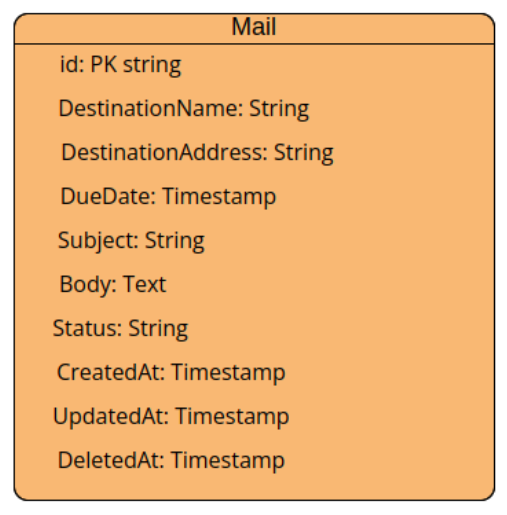 Mail
id: PK string
DestinationName: String
DestinationAddress: String
DueDate: Timestamp
Subject: String
Body: Text
Status: String
CreatedAt: Timestamp
UpdatedAt: Timestamp
DeletedAt: Timestamp